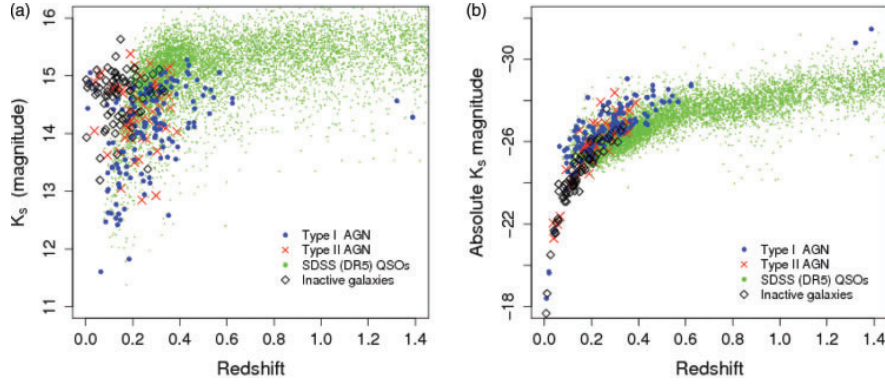 (a)
16
15
14
13
12
11
K_s (magnitude)
0.0 0.2 0.4 0.6 0.8 1.0 1.2 1.4
Redshift
Type I AGN
Type II AGN
SDSS (DR5) QSOs
Inactive galaxies
(b)
−30
−26
−22
−18
Absolute K_s magnitude
0.0 0.2 0.4 0.6 0.8 1.0 1.2 1.4
Redshift
Type I AGN
Type II AGN
SDSS (DR5) QSOs
Inactive galaxies